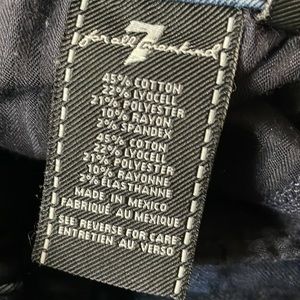 7
for all mankind
45% COTTON
22% LYOCELL
21% POLYESTER
10% RAYON
2% SPANDEX
45% COTON
22% LYOCELL
21% POLYESTER
10% RAYONNE
2% ÉLASTHANNE
MADE IN MEXICO
FABRIQUÉ AU MEXIQUE
SEE REVERSE FOR CARE
ENTRETIEN AU VERSO